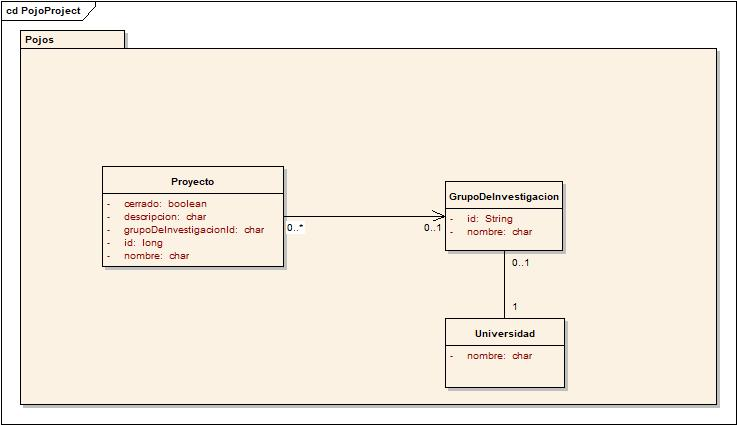 cd PojoProject
Pojos
Proyecto
- cerrado: boolean
- descripcion: char
- grupoDeInvestigacionId: char
- id: long
- nombre: char
0..*
0..1
GrupoDeInvestigacion
- id: String
- nombre: char
0..1
1
Universidad
- nombre: char